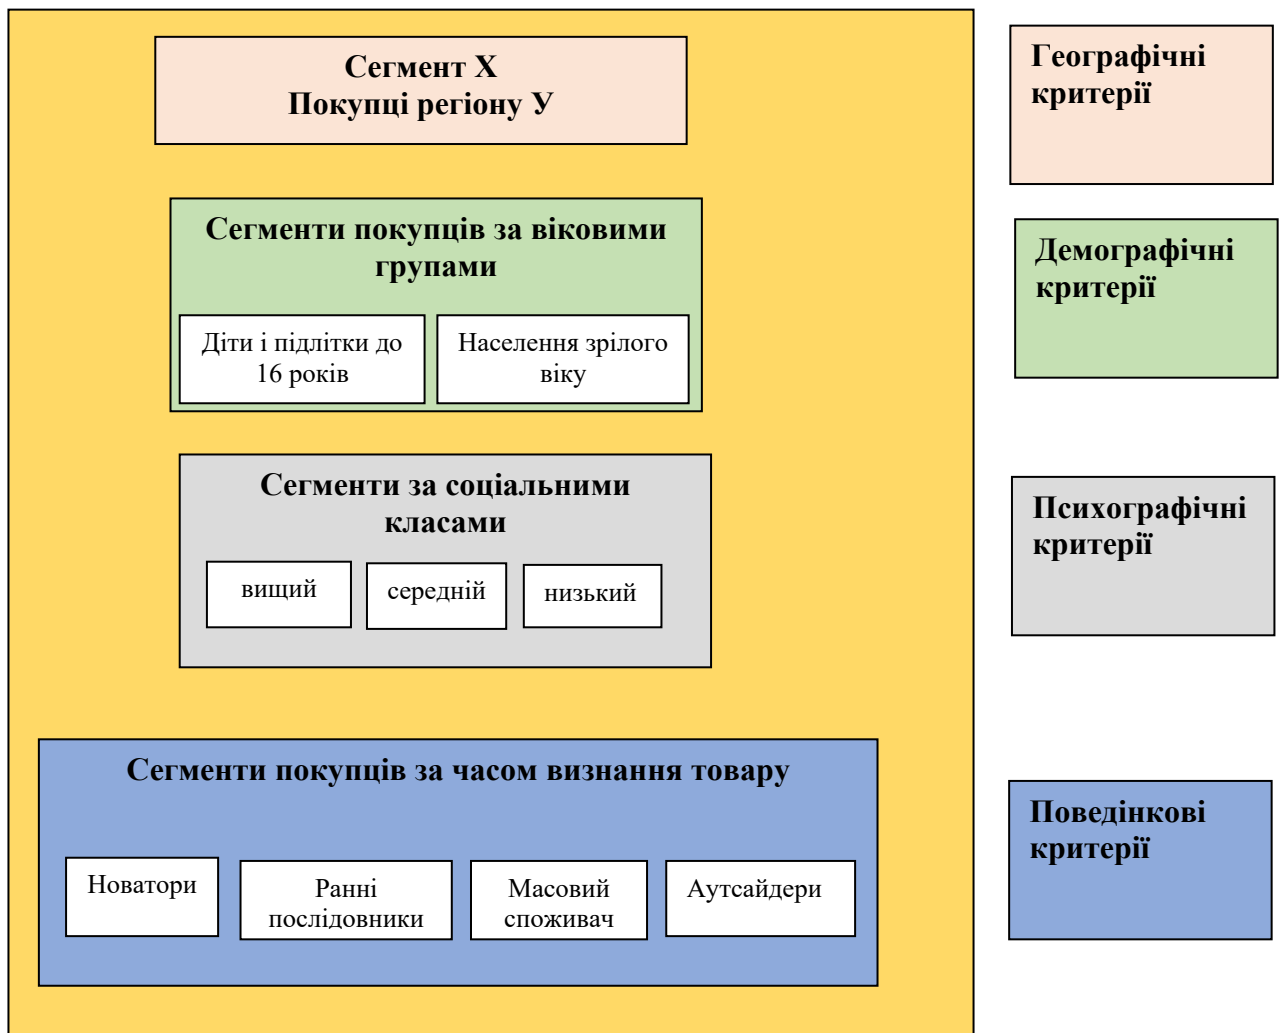 Сегмент Х
Покупці регіону У
Географічні
критерії
Сегменти покупців за віковими
групами
Діти і підлітки до
16 років
Населення зрілого
віку
Демографічні
критерії
Сегменти за соціальними
класами
вищий
середній
низький
Психографічні
критерії
Сегменти покупців за часом визнання товару
Новатори
Ранні
послідовники
Масовий
споживач
Аутсайдери
Поведінкові
критерії